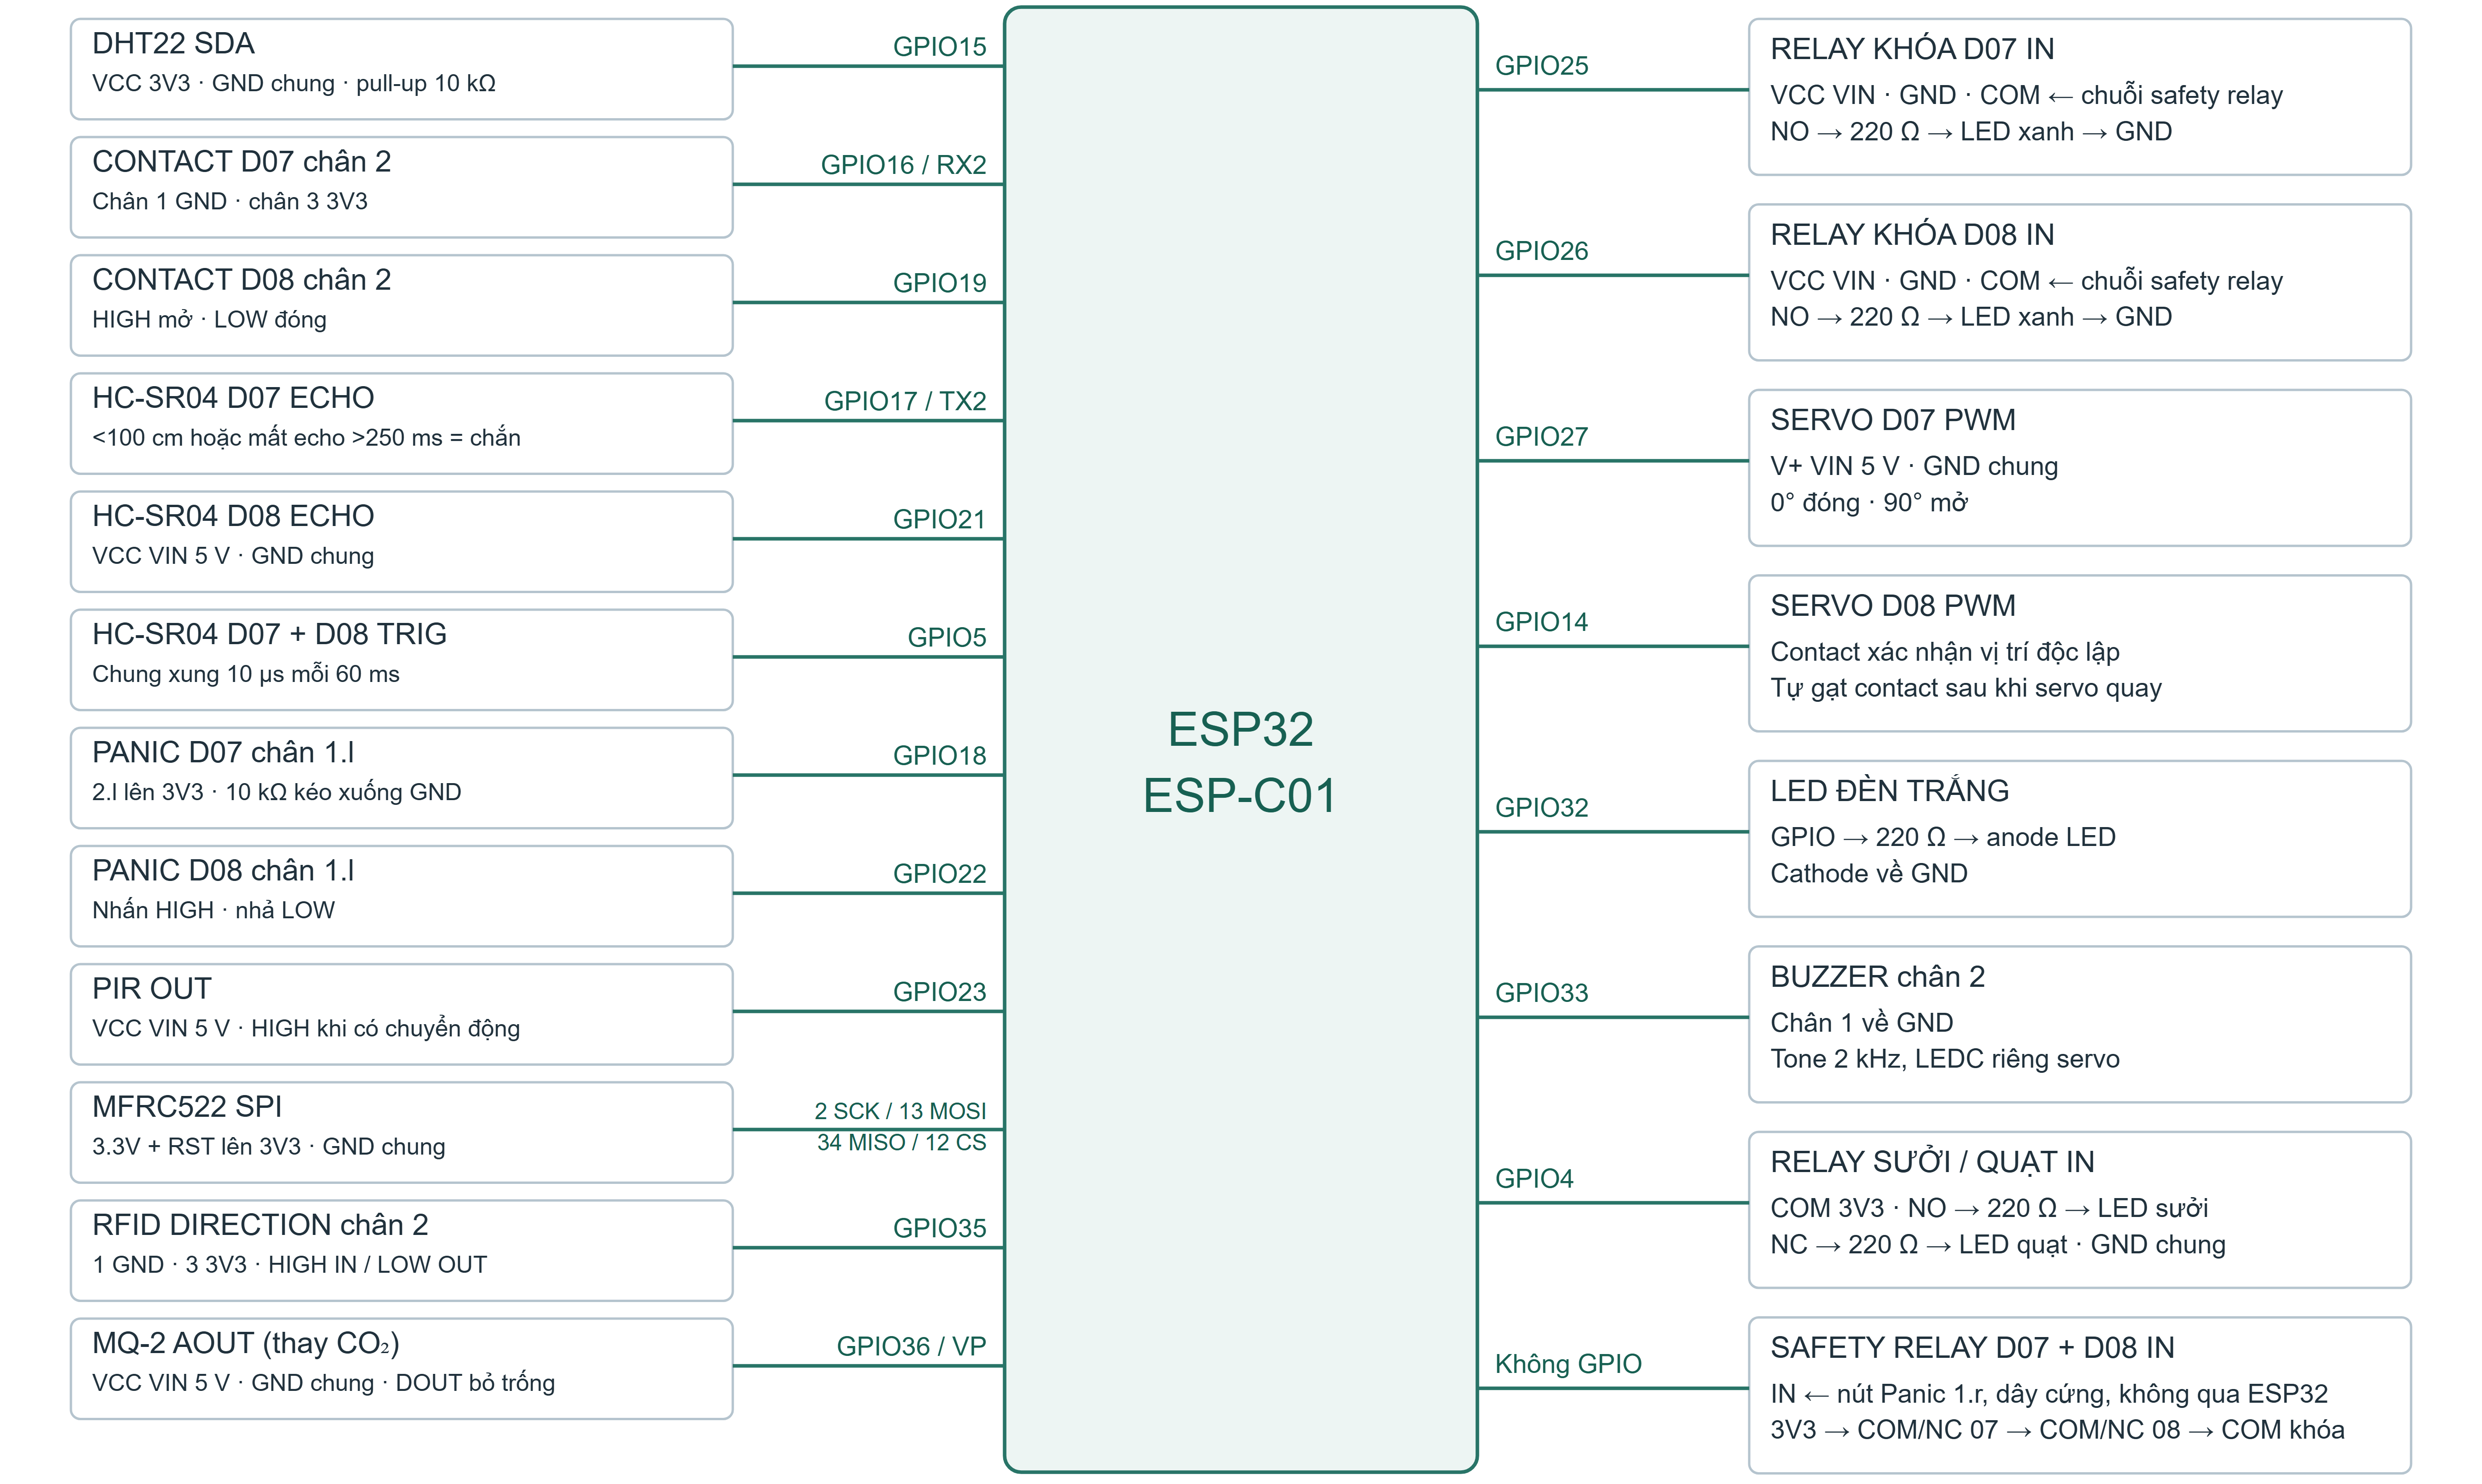 DHT22 SDA
VCC 3V3 · GND chung · pull-up 10 kΩ
GPIO15
CONTACT D07 chân 2
Chân 1 GND · chân 3 3V3
GPIO16 / RX2
CONTACT D08 chân 2
HIGH mở · LOW đóng
GPIO19
HC-SR04 D07 ECHO
<100 cm hoặc mất echo >250 ms = chắn
GPIO17 / TX2
HC-SR04 D08 ECHO
VCC VIN 5 V · GND chung
GPIO21
HC-SR04 D07 + D08 TRIG
Chung xung 10 µs mỗi 60 ms
GPIO5
PANIC D07 chân 1.l
2.l lên 3V3 · 10 kΩ kéo xuống GND
GPIO18
PANIC D08 chân 1.l
Nhấn HIGH · nhả LOW
GPIO22
PIR OUT
VCC VIN 5 V · HIGH khi có chuyển động
GPIO23
MFRC522 SPI
3.3V + RST lên 3V3 · GND chung
2 SCK / 13 MOSI
34 MISO / 12 CS
RFID DIRECTION chân 2
1 GND · 3 3V3 · HIGH IN / LOW OUT
GPIO35
MQ-2 AOUT (thay CO₂)
VCC VIN 5 V · GND chung · DOUT bỏ trống
GPIO36 / VP
ESP32
ESP-C01
GPIO25
RELAY KHÓA D07 IN
VCC VIN · GND · COM ← chuỗi safety relay
NO → 220 Ω → LED xanh → GND
GPIO26
RELAY KHÓA D08 IN
VCC VIN · GND · COM ← chuỗi safety relay
NO → 220 Ω → LED xanh → GND
GPIO27
SERVO D07 PWM
V+ VIN 5 V · GND chung
0° đóng · 90° mở
GPIO14
SERVO D08 PWM
Contact xác nhận vị trí độc lập
Tự gạt contact sau khi servo quay
GPIO32
LED ĐÈN TRẮNG
GPIO → 220 Ω → anode LED
Cathode về GND
GPIO33
BUZZER chân 2
Chân 1 về GND
Tone 2 kHz, LEDC riêng servo
GPIO4
RELAY SƯỞI / QUẠT IN
COM 3V3 · NO → 220 Ω → LED sưởi
NC → 220 Ω → LED quạt · GND chung
Không GPIO
SAFETY RELAY D07 + D08 IN
IN ← nút Panic 1.r, dây cứng, không qua ESP32
3V3 → COM/NC 07 → COM/NC 08 → COM khóa